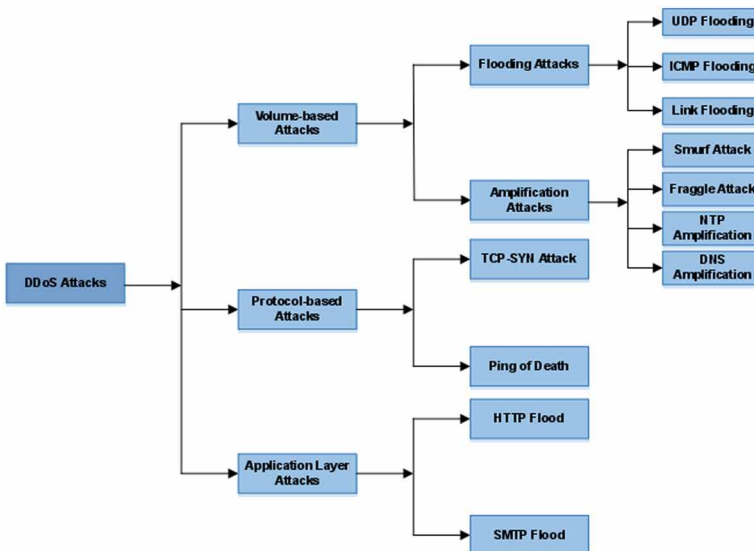 UDP Flooding
Flooding Attacks
ICMP Flooding
Volume-based
Attacks
Link Flooding
Smurf Attack
Amplification
Attacks
Fraggle Attack
NTP
Amplification
DNS
Amplification
DDoS Attacks
TCP-SYN Attack
Protocol-based
Attacks
Ping of Death
HTTP Flood
Application Layer
Attacks
SMTP Flood